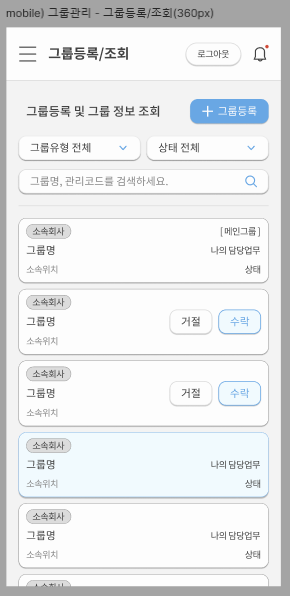 mobile) 그룹관리 - 그룹등록/조회(360px)
그룹등록/조회 로그아웃
그룹등록 및 그룹 정보 조회 그룹등록
그룹유형 전체 상태 전체
그룹명, 관리코드를 검색하세요.
소속회사 [메인그룹]
그룹명 나의 담당업무
소속위치 상태
소속회사
그룹명 거절 수락
소속위치
소속회사
그룹명 거절 수락
소속위치
소속회사
그룹명 나의 담당업무
소속위치 상태
소속회사
그룹명 나의 담당업무
소속위치 상태
소속회사